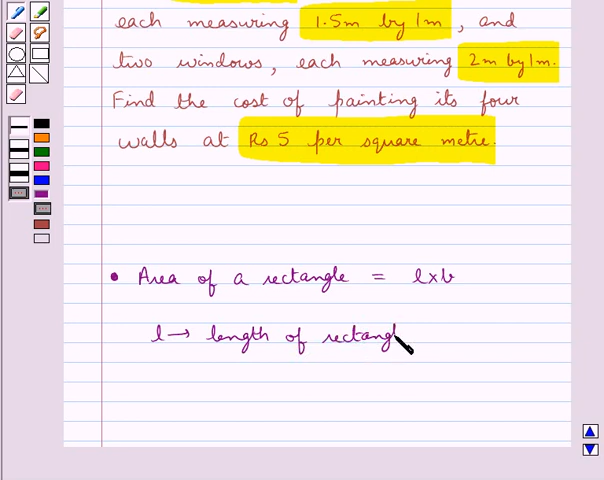 each measuring 1.5m by 1m, and
two windows, each measuring 2m by 1m.
Find the cost of painting its four
walls at Rs 5 per square metre.
• Area of a rectangle = l×b
l → length of rectangl